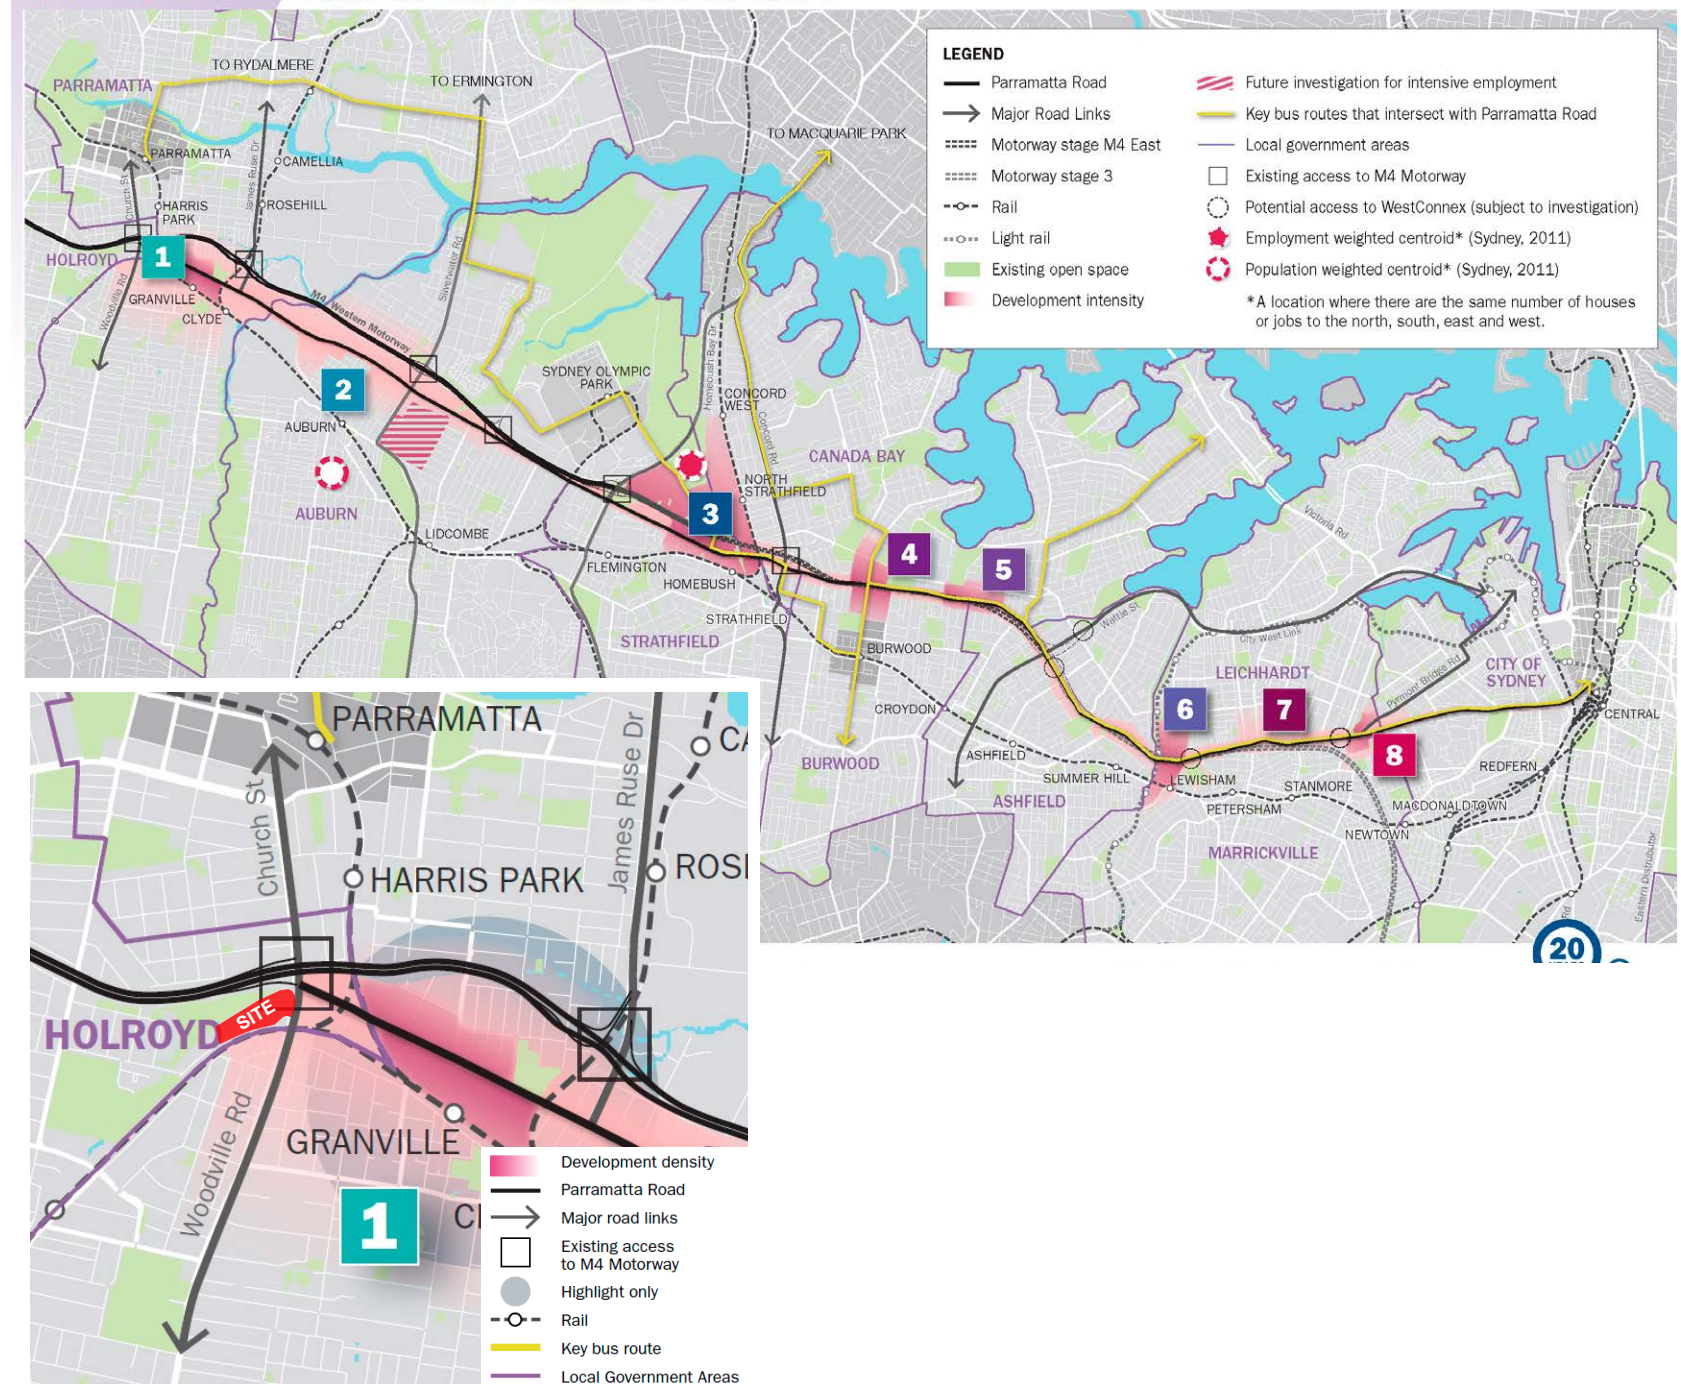 LEGEND
Parramatta Road
Major Road Links
Motorway stage M4 East
Motorway stage 3
Rail
Light rail
Existing open space
Development intensity
Future investigation for intensive employment
Key bus routes that intersect with Parramatta Road
Local government areas
Existing access to M4 Motorway
Potential access to WestConnex (subject to investigation)
Employment weighted centroid* (Sydney, 2011)
Population weighted centroid* (Sydney, 2011)
*A location where there are the same number of houses
or jobs to the north, south, east and west.
TO RYDALMERE
TO ERMINGTON
PARRAMATTA
TO MACQUARIE PARK
PARRAMATTA
CAMELLIA
James Ruse Dr
Church St
HARRIS
PARK
ROSEHILL
HOLROYD
1
Silverwater Rd
Woodville Rd
GRANVILLE
CLYDE
M4 Western Motorway
2
SYDNEY OLYMPIC
PARK
Homebush Bay Dr
CONCORD
WEST
Concord Rd
AUBURN
CANADA BAY
NORTH
STRATHFIELD
AUBURN
3
LIDCOMBE
Victoria Rd
4
5
FLEMINGTON
HOMEBUSH
STRATHFIELD
STRATHFIELD
Wattle St
City West Link
BURWOOD
LEICHHARDT
CITY OF
SYDNEY
Pyrmont Bridge Rd
6
7
8
CROYDON
CENTRAL
ASHFIELD
BURWOOD
SUMMER HILL
LEWISHAM
STANMORE
REDFERN
ASHFIELD
PETERSHAM
MACDONALDTOWN
NEWTOWN
MARRICKVILLE
Eastern Distributor
Rd
20
PARRAMATTA
CA
Church St
James Ruse Dr
HARRIS PARK
ROSE
SITE
HOLROYD
Woodville Rd
GRANVILLE
1
Cl
Development density
Parramatta Road
Major road links
Existing access
to M4 Motorway
Highlight only
Rail
Key bus route
Local Government Areas